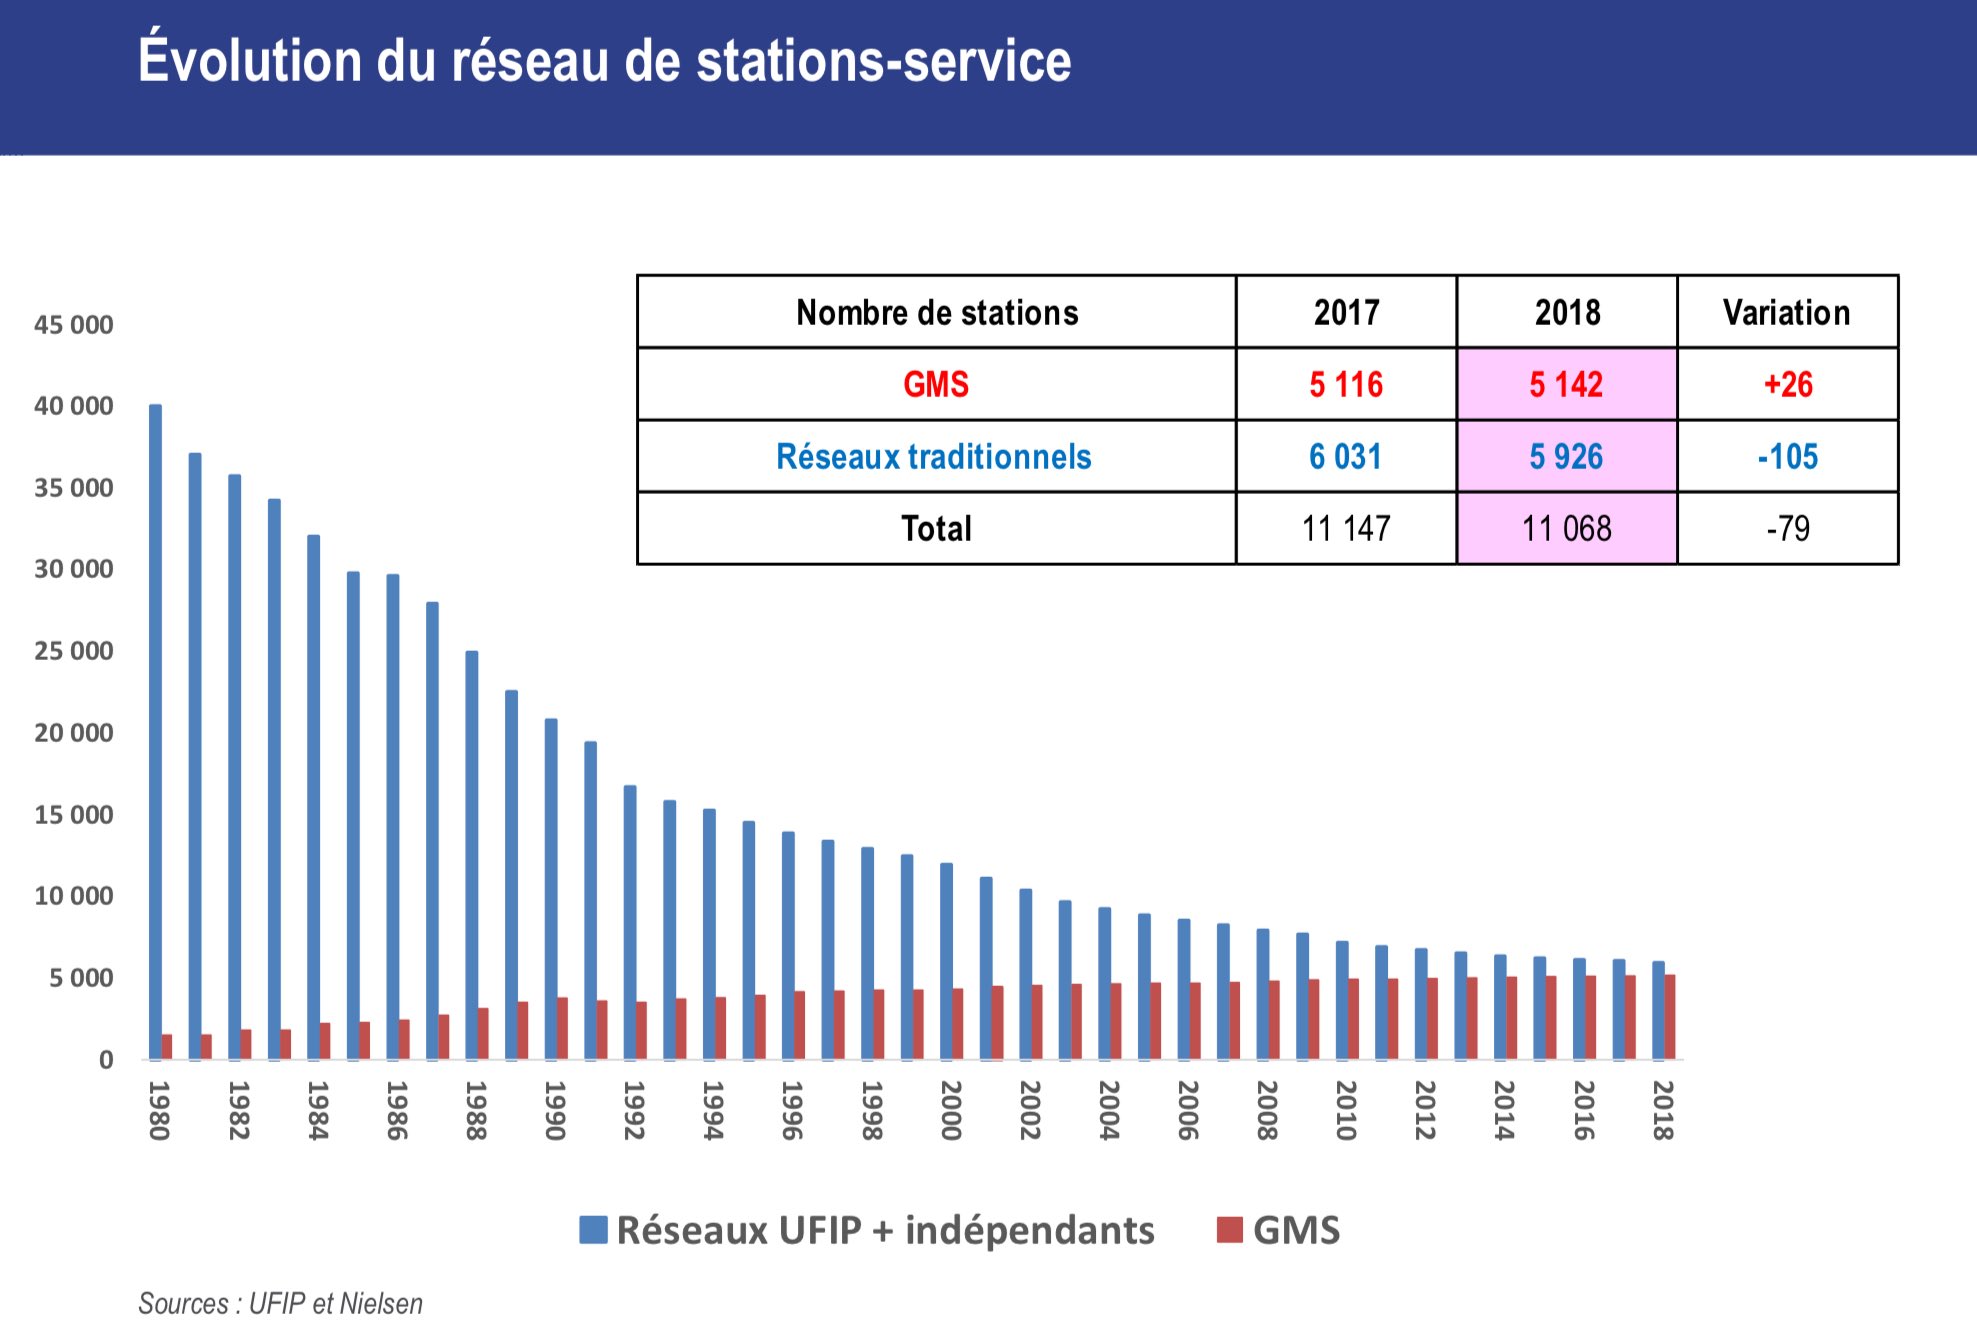 Évolution du réseau de stations-service
Nombre de stations 2017 2018 Variation
GMS 5 116 5 142 +26
Réseaux traditionnels 6 031 5 926 -105
Total 11 147 11 068 -79
45 000
40 000
35 000
30 000
25 000
20 000
15 000
10 000
5 000
0
1980 1982 1984 1986 1988 1990 1992 1994 1996 1998 2000 2002 2004 2006 2008 2010 2012 2014 2016 2018
Réseaux UFIP + indépendants GMS
Sources : UFIP et Nielsen